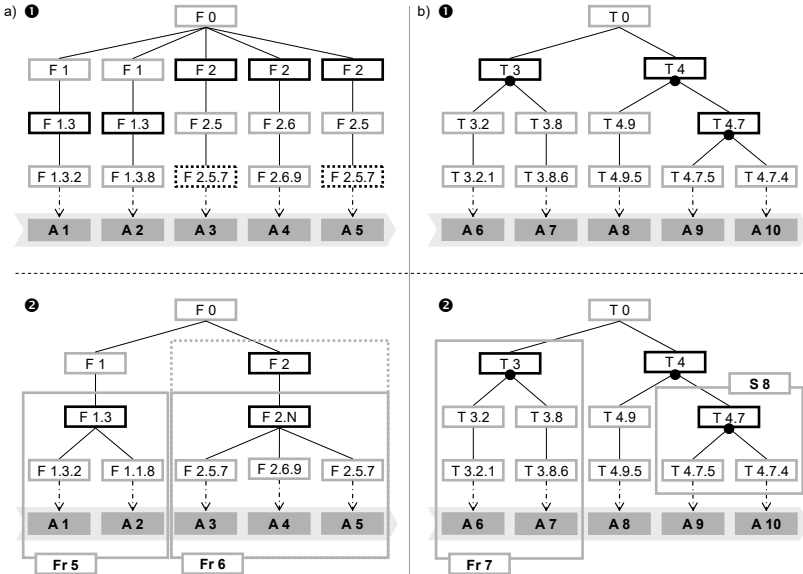 a) ❶
F 0
F 1 F 1 F 2 F 2 F 2
F 1.3 F 1.3 F 2.5 F 2.6 F 2.5
F 1.3.2 F 1.3.8 F 2.5.7 F 2.6.9 F 2.5.7
A 1 A 2 A 3 A 4 A 5
b) ❶
T 0
T 3 T 4
T 3.2 T 3.8 T 4.9 T 4.7
T 3.2.1 T 3.8.6 T 4.9.5 T 4.7.5 T 4.7.4
A 6 A 7 A 8 A 9 A 10
❷
F 0
F 1 F 2
F 1.3 F 2.N
F 1.3.2 F 1.1.8 F 2.5.7 F 2.6.9 F 2.5.7
A 1 A 2 A 3 A 4 A 5
Fr 5 Fr 6
❷
T 0
T 3 T 4
S 8
T 3.2 T 3.8 T 4.9 T 4.7
T 3.2.1 T 3.8.6 T 4.9.5 T 4.7.5 T 4.7.4
A 6 A 7 A 8 A 9 A 10
Fr 7